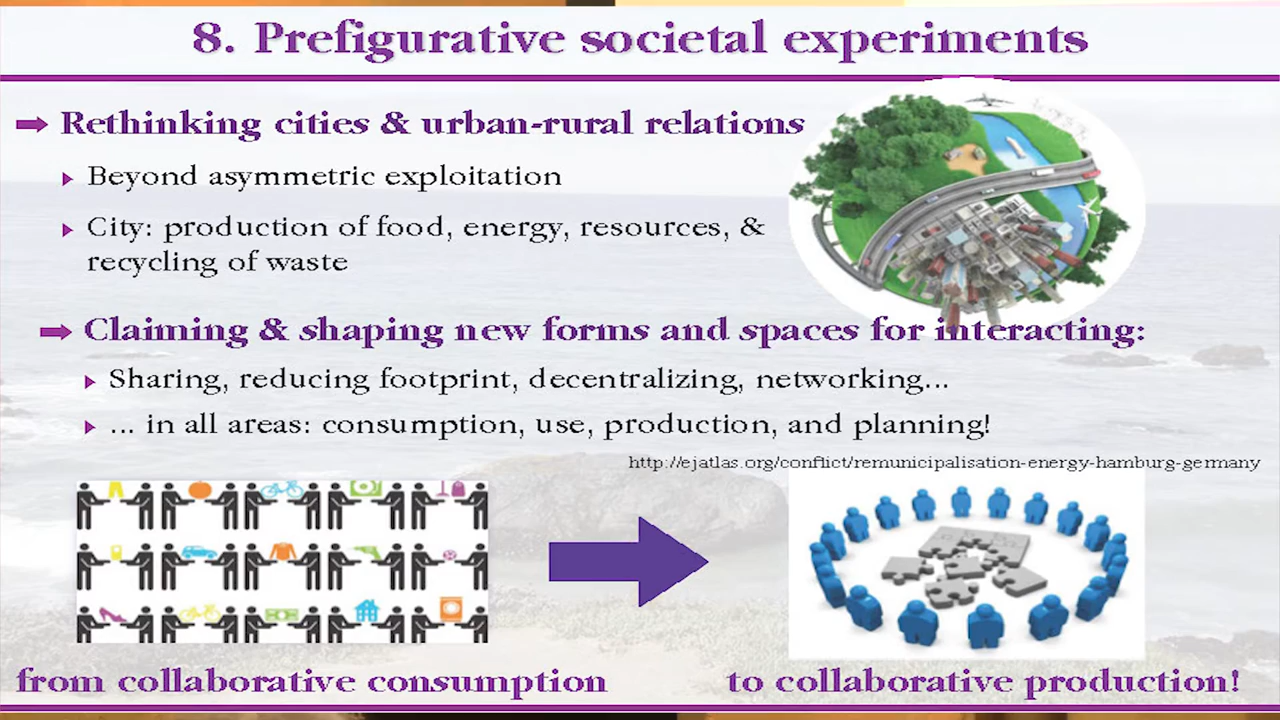 8. Prefigurative societal experiments
Rethinking cities & urban-rural relations
Beyond asymmetric exploitation
City: production of food, energy, resources, &
recycling of waste
Claiming & shaping new forms and spaces for interacting:
Sharing, reducing footprint, decentralizing, networking...
... in all areas: consumption, use, production, and planning!
http://ejatlas.org/conflict/remunicipalisation-energy-hamburg-germany
from collaborative consumption
to collaborative production!